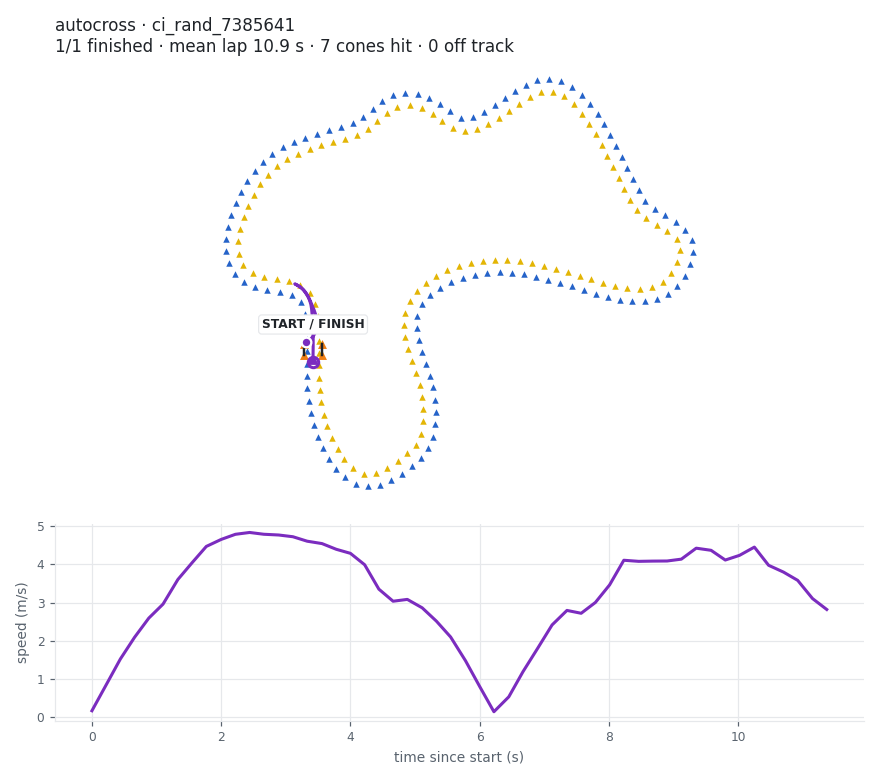 autocross · ci_rand_7385641
1/1 finished · mean lap 10.9 s · 7 cones hit · 0 off track
START / FINISH
5
4
3
2
1
0
speed (m/s)
0 2 4 6 8 10
time since start (s)